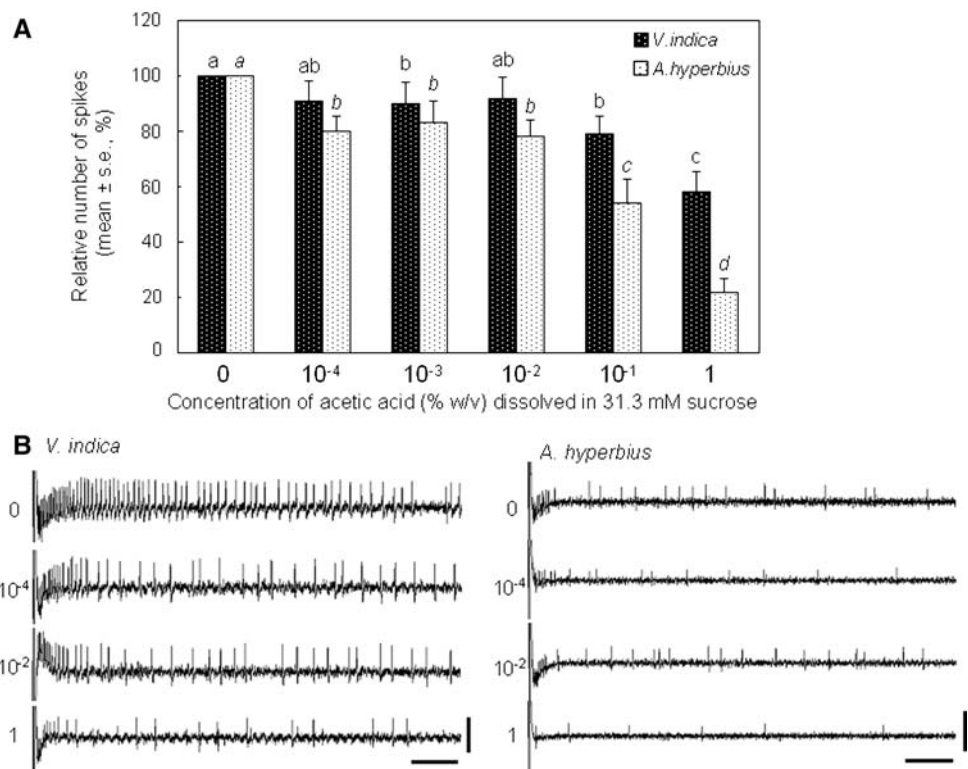 A
120
100
80
60
40
20
0
Relative number of spikes
(mean ± s.e., %)
V.indica
A.hyperbius
a a ab b b b ab b b c c d
0 10-4 10-3 10-2 10-1 1
Concentration of acetic acid (% w/v) dissolved in 31.3 mM sucrose
B V. indica
0
10-4
10-2
1
A. hyperbius
0
10-4
10-2
1